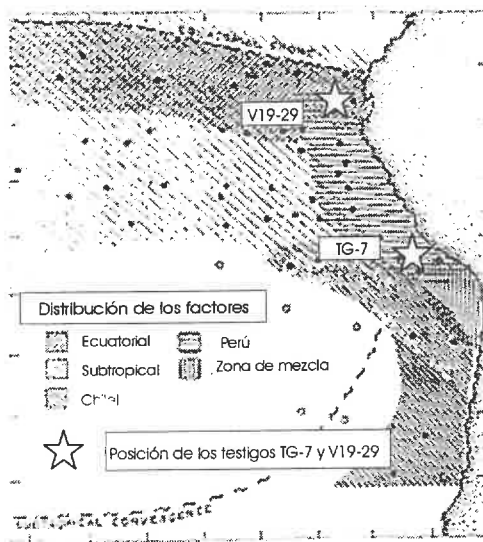 V19-29
TG-7
Distribución de los factores
Ecuatorial
Perú
Subtropical
Zona de mezcla
Posición de los testigos TG-7 y V19-29
CONVERGENCE